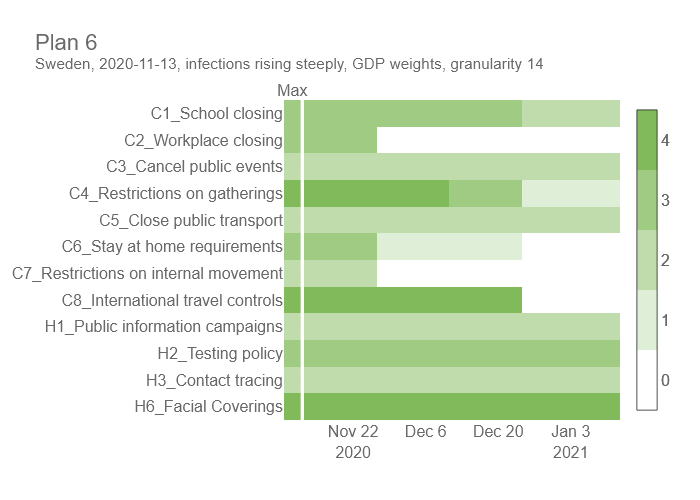 Plan 6
Sweden, 2020-11-13, infections rising steeply, GDP weights, granularity 14
Max
C1_School closing
C2_Workplace closing
C3_Cancel public events
C4_Restrictions on gatherings
C5_Close public transport
C6_Stay at home requirements
C7_Restrictions on internal movement
C8_International travel controls
H1_Public information campaigns
H2_Testing policy
H3_Contact tracing
H6_Facial Coverings
4
3
2
1
0
Nov 22 Dec 6 Dec 20 Jan 3
2020 2021